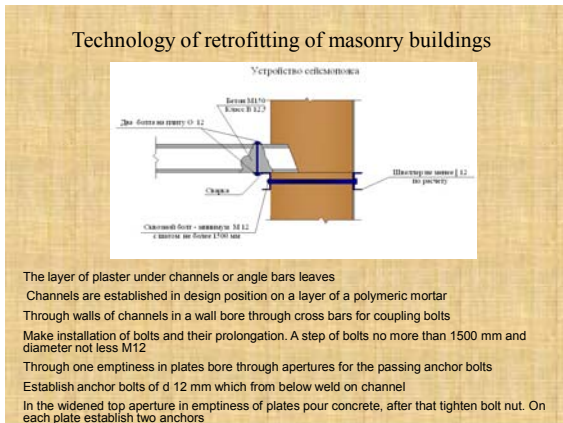 Technology of retrofitting of masonry buildings
Устройство сейсмопояса
Бетон М150
Класс В 12,5
Два болта на плиту О 12
Сварка
Швеллер не менее [ 12
по расчету
Сквозной болт - минимум М 12
с шагом не более 1500 мм
The layer of plaster under channels or angle bars leaves
Channels are established in design position on a layer of a polymeric mortar
Through walls of channels in a wall bore through cross bars for coupling bolts
Make installation of bolts and their prolongation. A step of bolts no more than 1500 mm and
diameter not less M12
Through one emptiness in plates bore through apertures for the passing anchor bolts
Establish anchor bolts of d 12 mm which from below weld on channel
In the widened top aperture in emptiness of plates pour concrete, after that tighten bolt nut. On
each plate establish two anchors